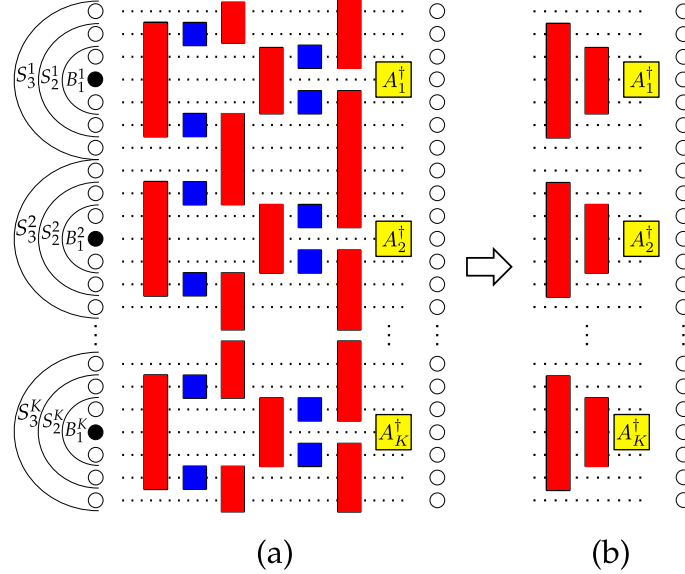 S_3^1 S_2^1 B_1^1 A_1^† A_1^†
S_3^2 S_2^2 B_1^2 A_2^† A_2^†
S_3^K S_2^K B_1^K A_K^† A_K^†
(a) (b)